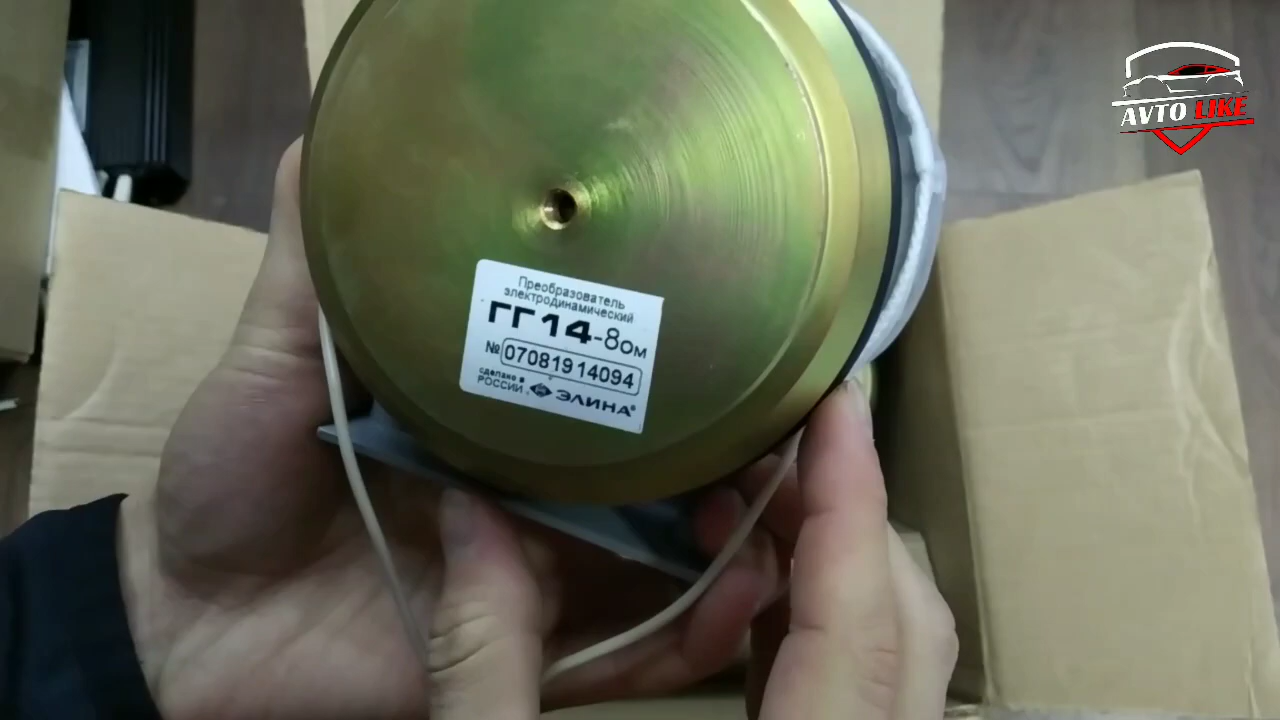 AVTO LIKE
Преобразователь
электродинамический
ГГ14-8ом
№ 07081914094
сделано в
РОССИИ
ЭЛИНА®